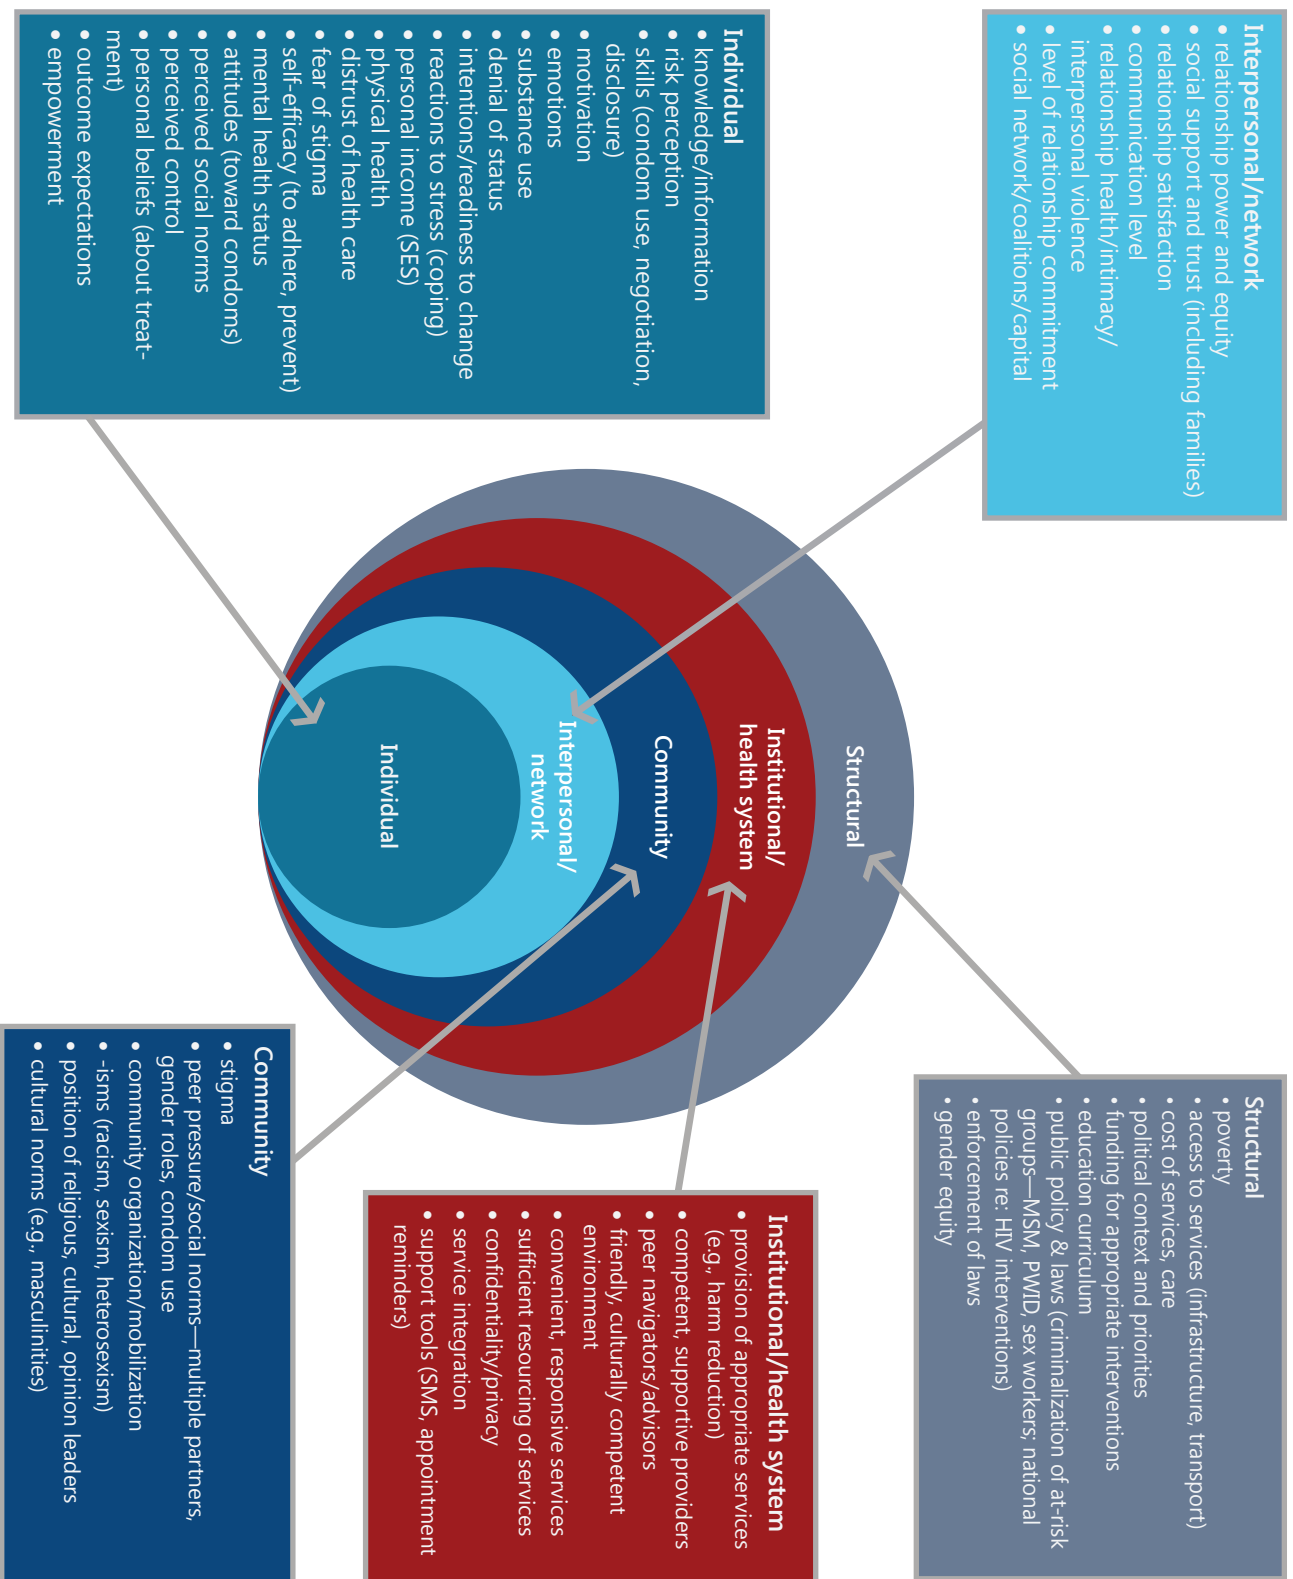 Interpersonal/network
• relationship power and equity
• social support and trust (including families)
• relationship satisfaction
• communication level
• relationship health/intimacy/
interpersonal violence
• level of relationship commitment
• social network/coalitions/capital
Structural
• poverty
• access to services (infrastructure, transport)
• cost of services, care
• political context and priorities
• funding for appropriate interventions
• education curriculum
• public policy & laws (criminalization of at-risk
groups—MSM, PWID, sex workers; national
policies re: HIV interventions)
• enforcement of laws
• gender equity
Structural
Institutional/
health system
Community
Interpersonal/
network
Individual
Individual
• knowledge/information
• risk perception
• skills (condom use, negotiation,
disclosure)
• motivation
• emotions
• substance use
• denial of status
• intentions/readiness to change
• reactions to stress (coping)
• personal income (SES)
• physical health
• distrust of health care
• fear of stigma
• self-efficacy (to adhere, prevent)
• mental health status
• attitudes (toward condoms)
• perceived social norms
• perceived control
• personal beliefs (about treat-
ment)
• outcome expectations
• empowerment
Institutional/health system
• provision of appropriate services
(e.g., harm reduction)
• competent, supportive providers
• peer navigators/advisors
• friendly, culturally competent
environment
• convenient, responsive services
• sufficient resourcing of services
• confidentiality/privacy
• service integration
• support tools (SMS, appointment
reminders)
Community
• stigma
• peer pressure/social norms—multiple partners,
gender roles, condom use
• community organization/mobilization
• -isms (racism, sexism, heterosexism)
• position of religious, cultural, opinion leaders
• cultural norms (e.g., masculinities)